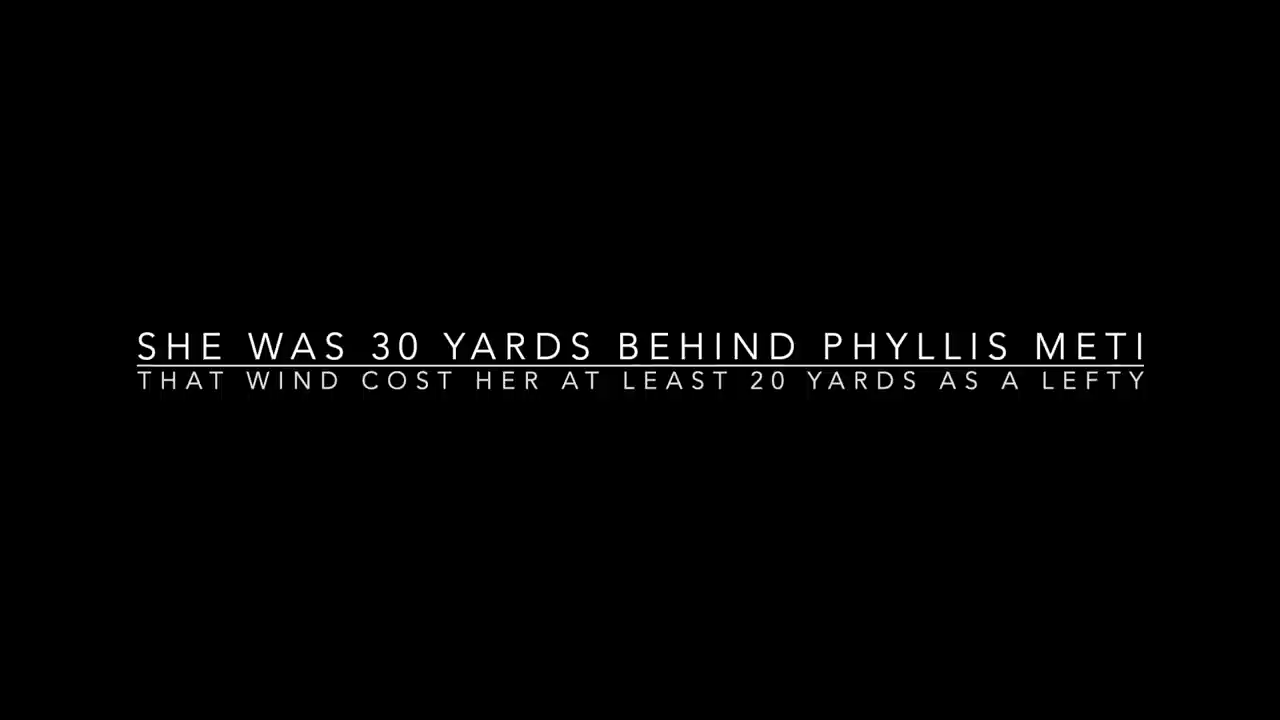 SHE WAS 30 YARDS BEHIND PHYLLIS METI
THAT WIND COST HER AT LEAST 20 YARDS AS A LEFTY